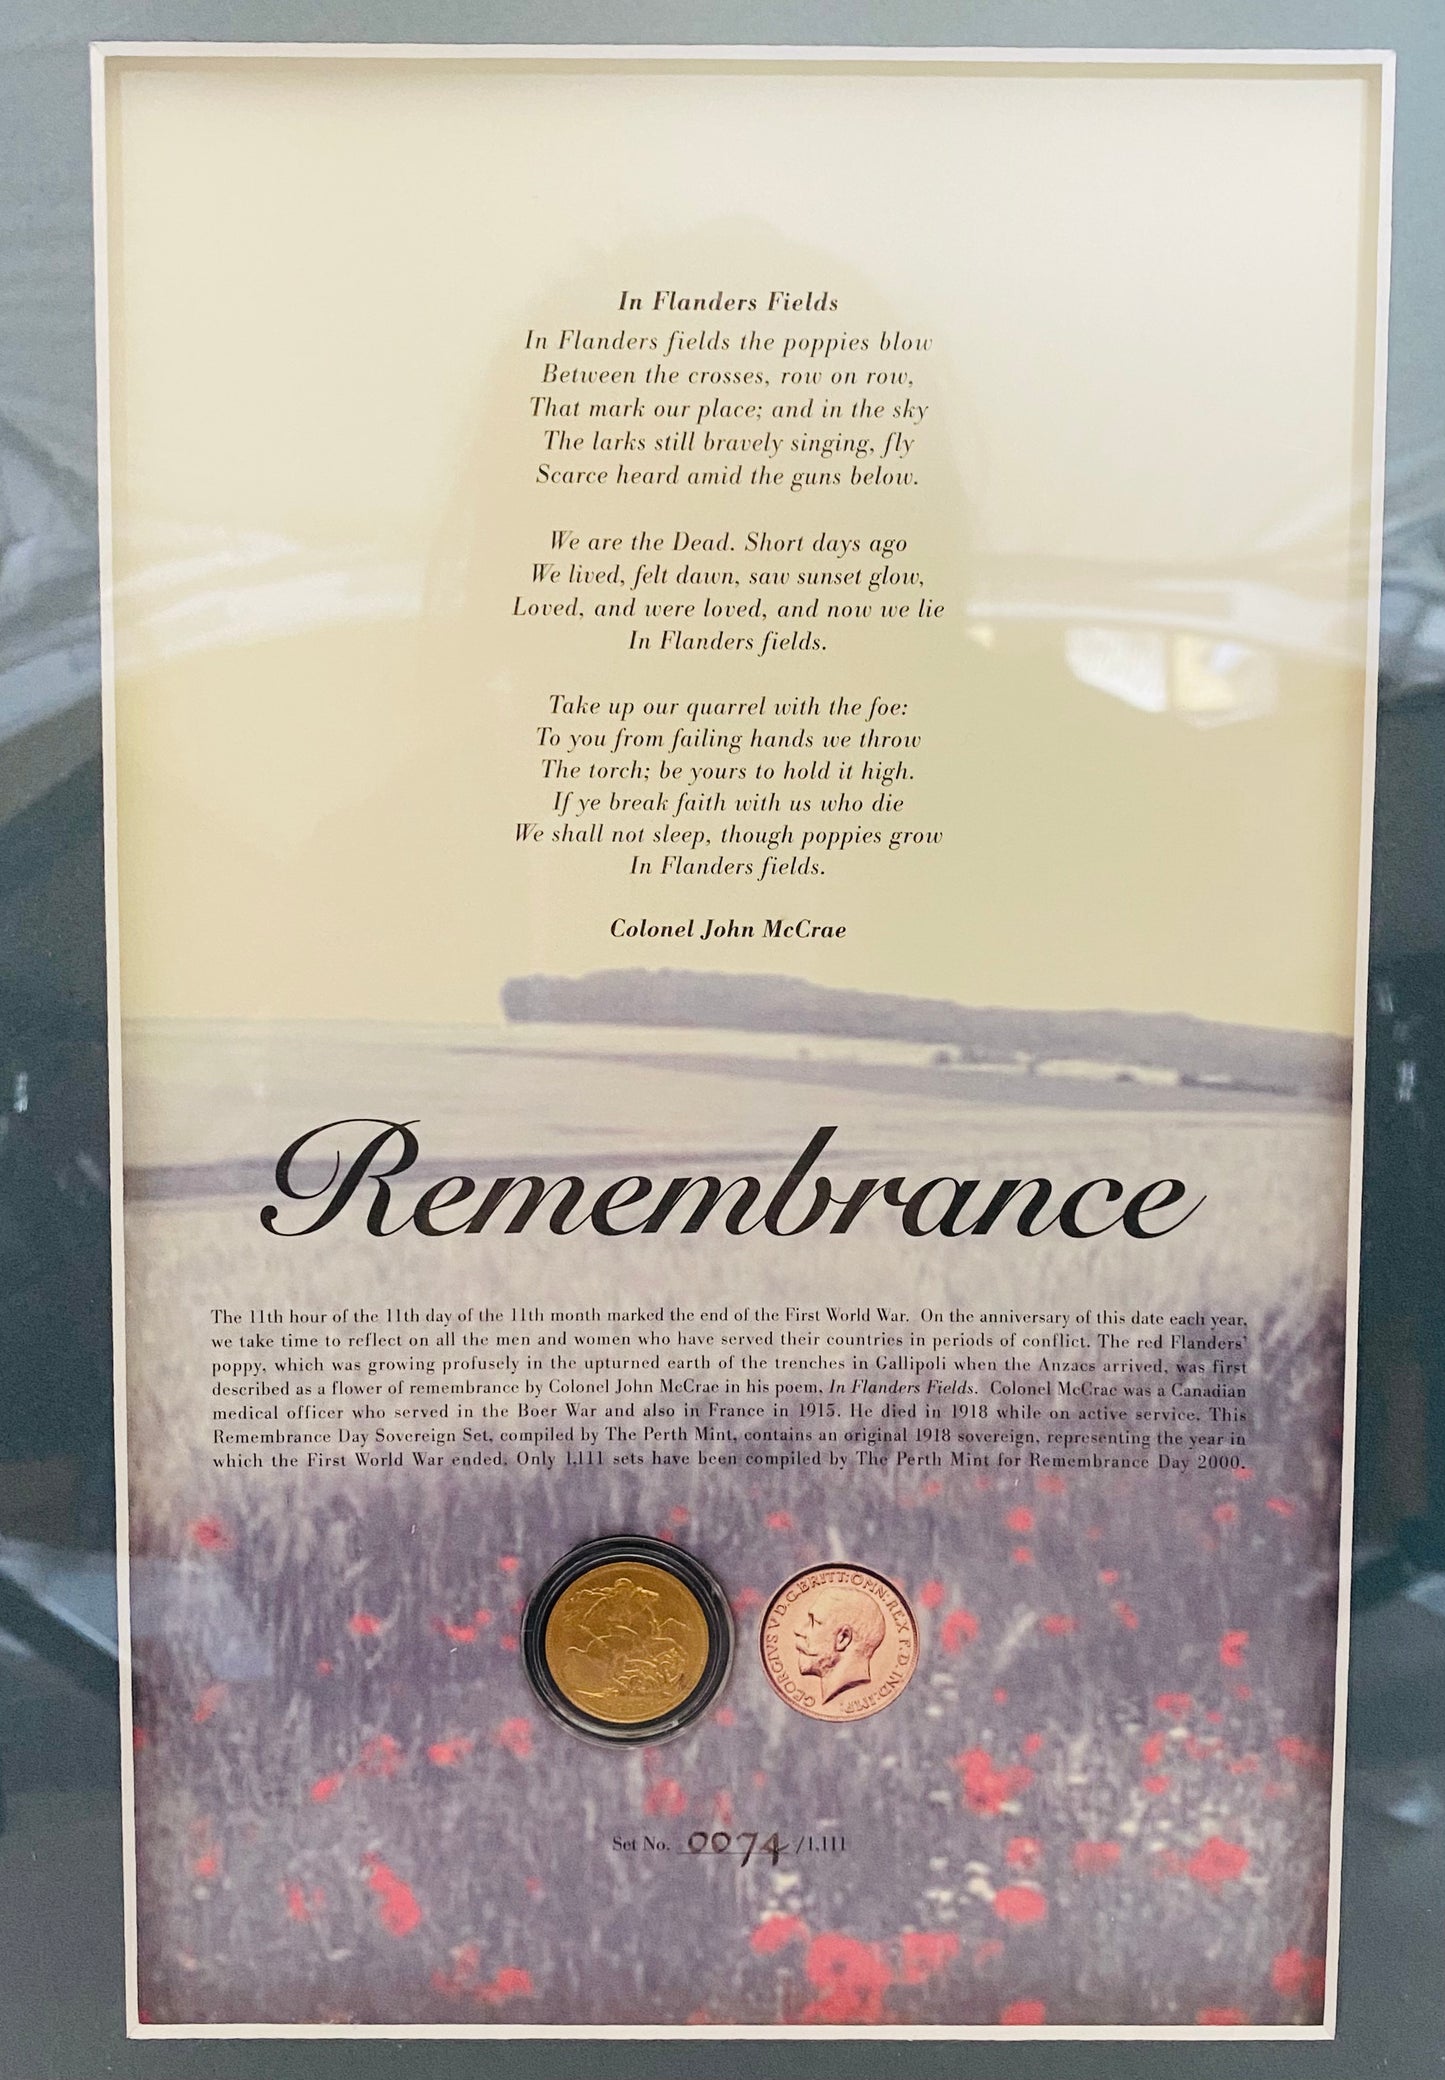 In Flanders Fields
In Flanders fields the poppies blow
Between the crosses, row on row,
That mark our place; and in the sky
The larks still bravely singing, fly
Scarce heard amid the guns below.
We are the Dead. Short days ago
We lived, felt dawn, saw sunset glow,
Loved, and were loved, and now we lie
In Flanders fields.
Take up our quarrel with the foe:
To you from failing hands we throw
The torch; be yours to hold it high.
If ye break faith with us who die
We shall not sleep, though poppies grow
In Flanders fields.
Colonel John McCrae
Remembrance
The 11th hour of the 11th day of the 11th month marked the end of the First World War. On the anniversary of this date each year,
we take time to reflect on all the men and women who have served their countries in periods of conflict. The red Flanders'
poppy, which was growing profusely in the upturned earth of the trenches in Gallipoli when the Anzacs arrived, was first
described as a flower of remembrance by Colonel John McCrae in his poem, In Flanders Fields. Colonel McCrae was a Canadian
medical officer who served in the Boer War and also in France in 1915. He died in 1918 while on active service. This
Remembrance Day Sovereign Set, compiled by The Perth Mint, contains an original 1918 sovereign, representing the year in
which the First World War ended. Only 1,111 sets have been compiled by The Perth Mint for Remembrance Day 2000.
GEORGIVS V D.G.BRITT:OMN:REX F.D. IND:IMP:
Set No. 0074 /1,111